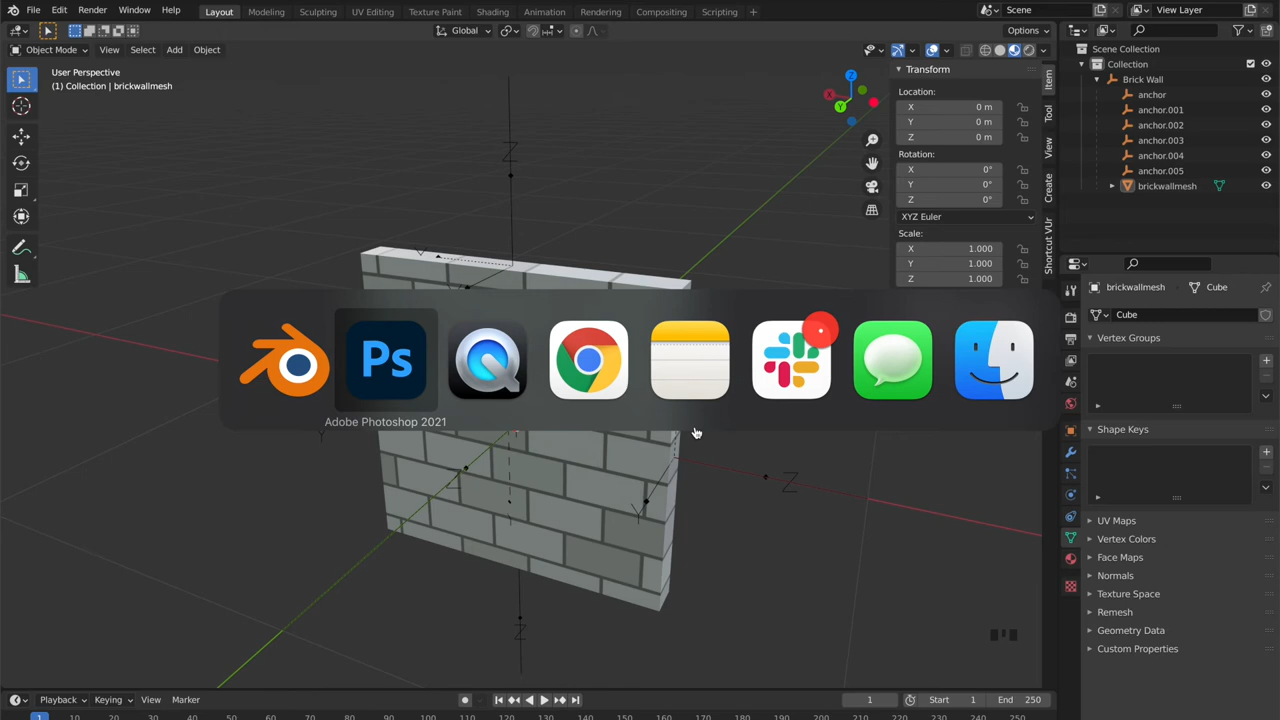 File Edit Render Window Help Layout Modeling Sculpting UV Editing Texture Paint Shading Animation Rendering Compositing Scripting + Scene View Layer
Global Options
Object Mode View Select Add Object
User Perspective
(1) Collection | brickwallmesh
Z
Y
Z
Y
Z
Y
Z
X
Y
Z
Transform
Location:
X 0 m
Y 0 m
Z 0 m
Rotation:
X 0°
Y 0°
Z 0°
XYZ Euler
Scale:
X 1.000
Y 1.000
Z 1.000
Item
Tool
View
Create
Shortcut VUr
Scene Collection
Collection
Brick Wall
anchor
anchor.001
anchor.002
anchor.003
anchor.004
anchor.005
brickwallmesh
brickwallmesh Cube
Cube
Vertex Groups
Shape Keys
UV Maps
Vertex Colors
Face Maps
Normals
Texture Space
Remesh
Geometry Data
Custom Properties
Ps
Adobe Photoshop 2021
Playback Keying View Marker 1 Start 1 End 250
1 10 20 30 40 50 60 70 80 90 100 110 120 130 140 150 160 170 180 190 200 210 220 230 240 250